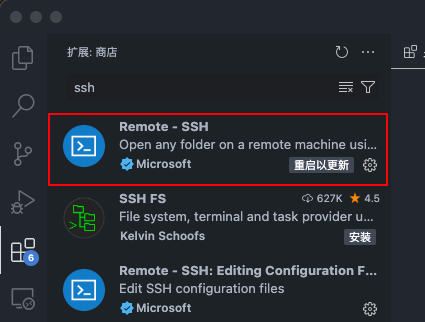 扩展: 商店
ssh
Remote - SSH
Open any folder on a remote machine usi...
Microsoft
重启以更新
SSH FS
627K
4.5
File system, terminal and task provider u...
Kelvin Schoofs
安装
Remote - SSH: Editing Configuration F...
Edit SSH configuration files
Microsoft
6